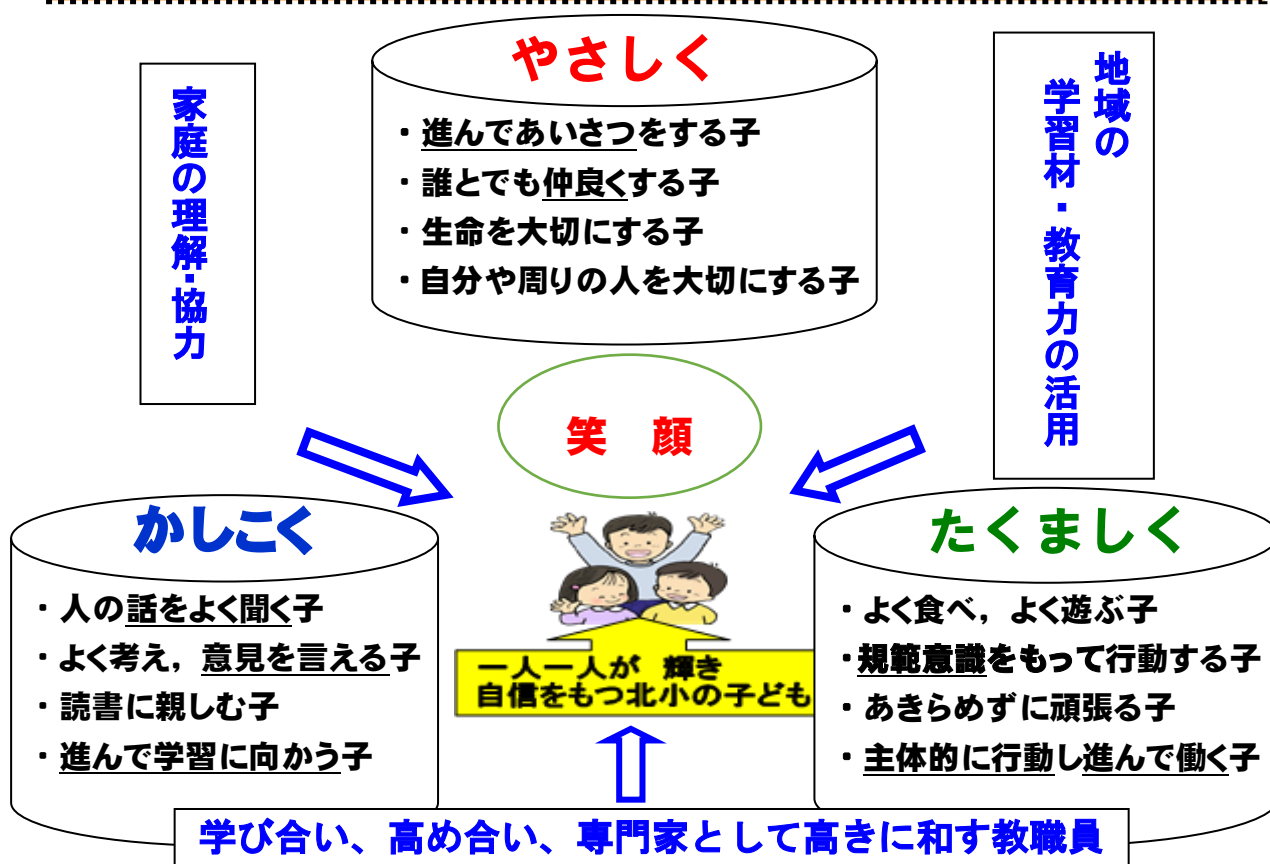 やさしく
・進んであいさつをする子
・誰とでも仲良くする子
・生命を大切にする子
・自分や周りの人を大切にする子
家庭の理解・協力
地域の
学習材・教育力の活用
笑 顔
かしこく
・人の話をよく聞く子
・よく考え，意見を言える子
・読書に親しむ子
・進んで学習に向かう子
一人一人が 輝き
自信をもつ北小の子ども
たくましく
・よく食べ，よく遊ぶ子
・規範意識をもって行動する子
・あきらめずに頑張る子
・主体的に行動し進んで働く子
学び合い、高め合い、専門家として高きに和す教職員